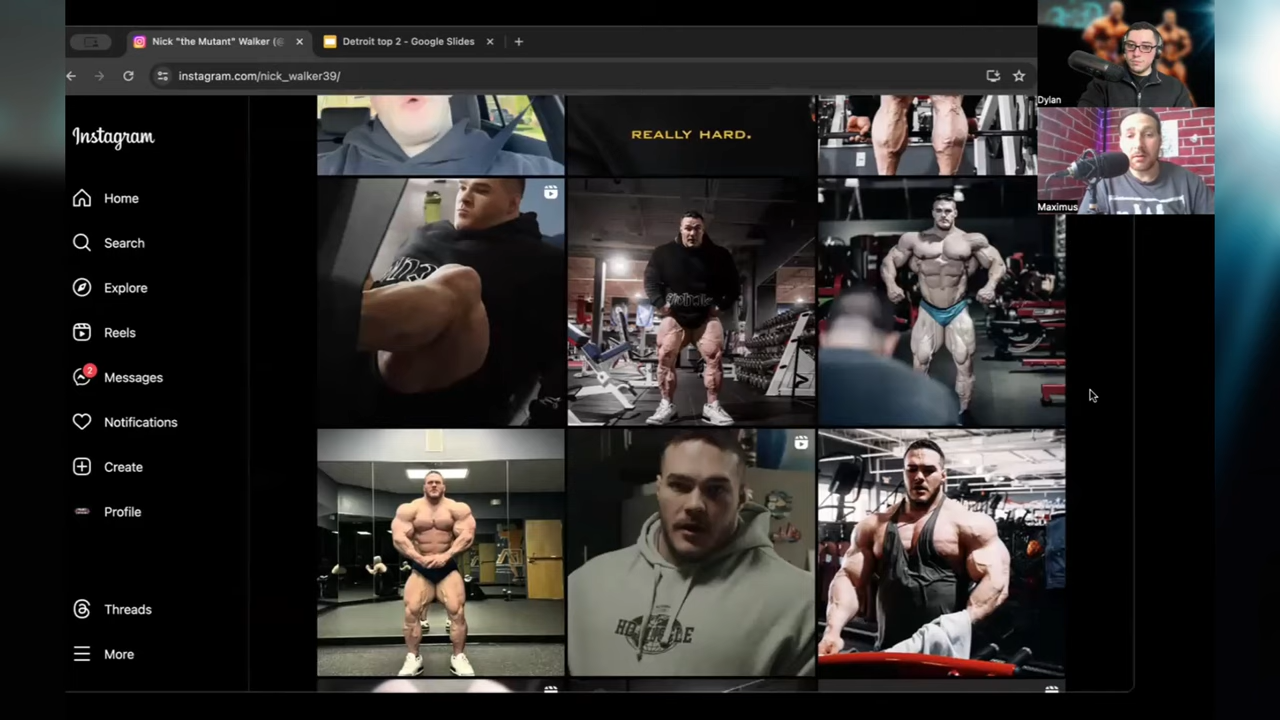 Nick "the Mutant" Walker (@
Detroit top 2 - Google Slides
instagram.com/nick_walker39/
Dylan
Maximus
Instagram
Home
Search
Explore
Reels
2
Messages
Notifications
Create
Profile
Threads
More
REALLY HARD.